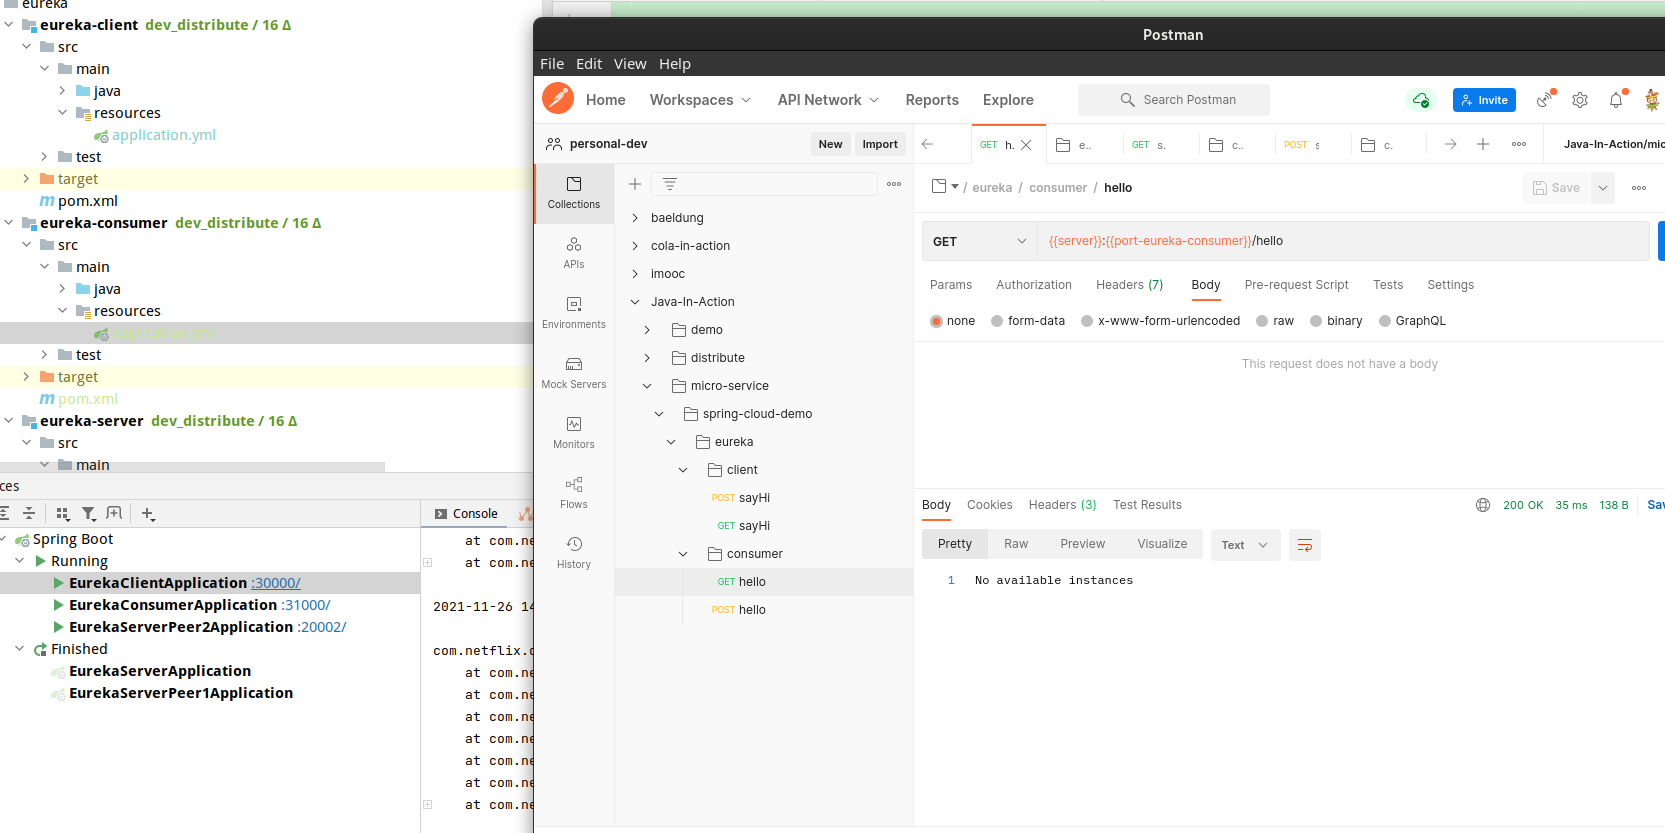 eureka
eureka-client dev_distribute / 16 Δ
src
main
java
resources
application.yml
test
target
pom.xml
eureka-consumer dev_distribute / 16 Δ
src
main
java
resources
test
target
pom.xml
eureka-server dev_distribute / 16 Δ
src
main
ces
Spring Boot
Running
EurekaClientApplication :30000/
EurekaConsumerApplication :31000/
EurekaServerPeer2Application :20002/
Finished
EurekaServerApplication
EurekaServerPeer1Application
Console
at com.ne
at com.ne
2021-11-26 14
com.netflix.d
at com.ne
at com.ne
at com.ne
at com.ne
at com.ne
at com.ne
at com.ne
Postman
File Edit View Help
Home Workspaces API Network Reports Explore Search Postman Invite
personal-dev New Import
Collections
APIs
Environments
Mock Servers
Monitors
Flows
History
baeldung
cola-in-action
imooc
Java-In-Action
demo
distribute
micro-service
spring-cloud-demo
eureka
client
POST sayHi
GET sayHi
consumer
GET hello
POST hello
GET h. e.. GET s. c.. POST s c. Java-In-Action/mic
/ eureka / consumer / hello Save
GET {{server}}:{{port-eureka-consumer}}/hello
Params Authorization Headers (7) Body Pre-request Script Tests Settings
none form-data x-www-form-urlencoded raw binary GraphQL
This request does not have a body
Body Cookies Headers (3) Test Results 200 OK 35 ms 138 B Sav
Pretty Raw Preview Visualize Text
1 No available instances